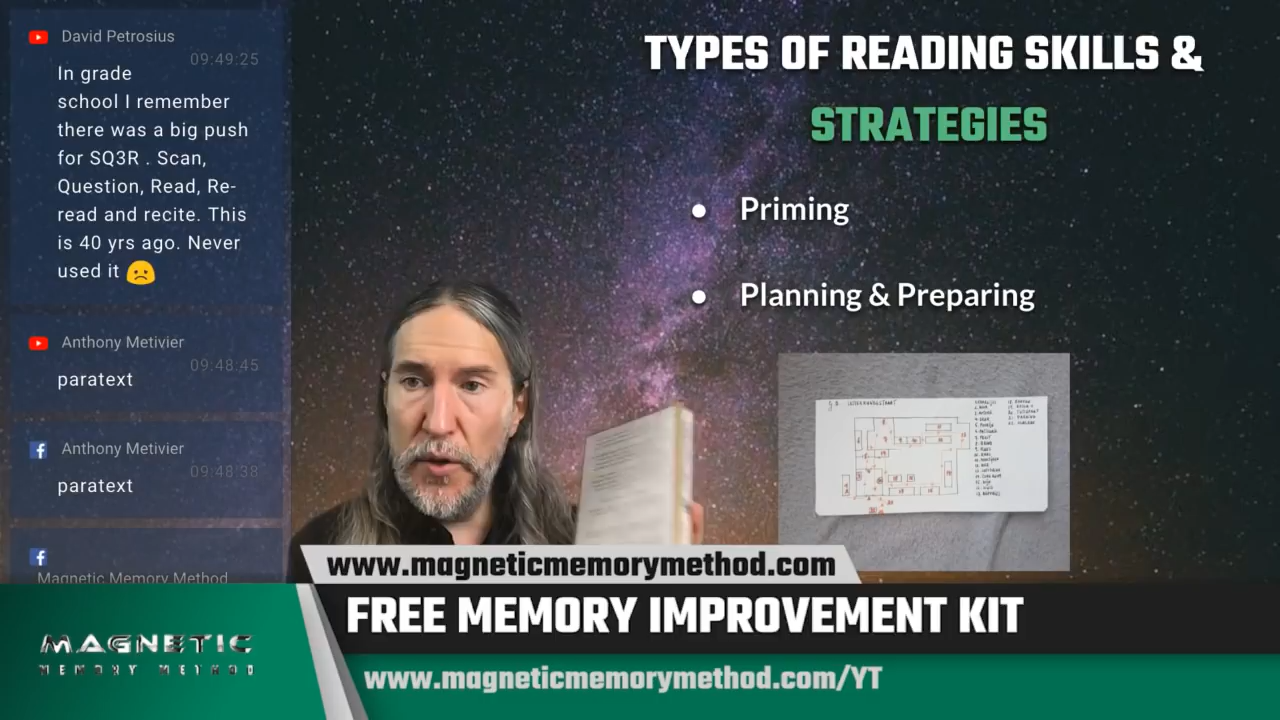 David Petrosius
09:49:25
In grade
school I remember
there was a big push
for SQ3R . Scan,
Question, Read, Re-
read and recite. This
is 40 yrs ago. Never
used it
Anthony Metivier
09:48:45
paratext
Anthony Metivier
09:48:38
paratext
Magnetic Memory Method
TYPES OF READING SKILLS &
STRATEGIES
● Priming
● Planning & Preparing
www.magneticmemorymethod.com
FREE MEMORY IMPROVEMENT KIT
www.magneticmemorymethod.com/YT
MAGNETIC
MEMORY METHOD